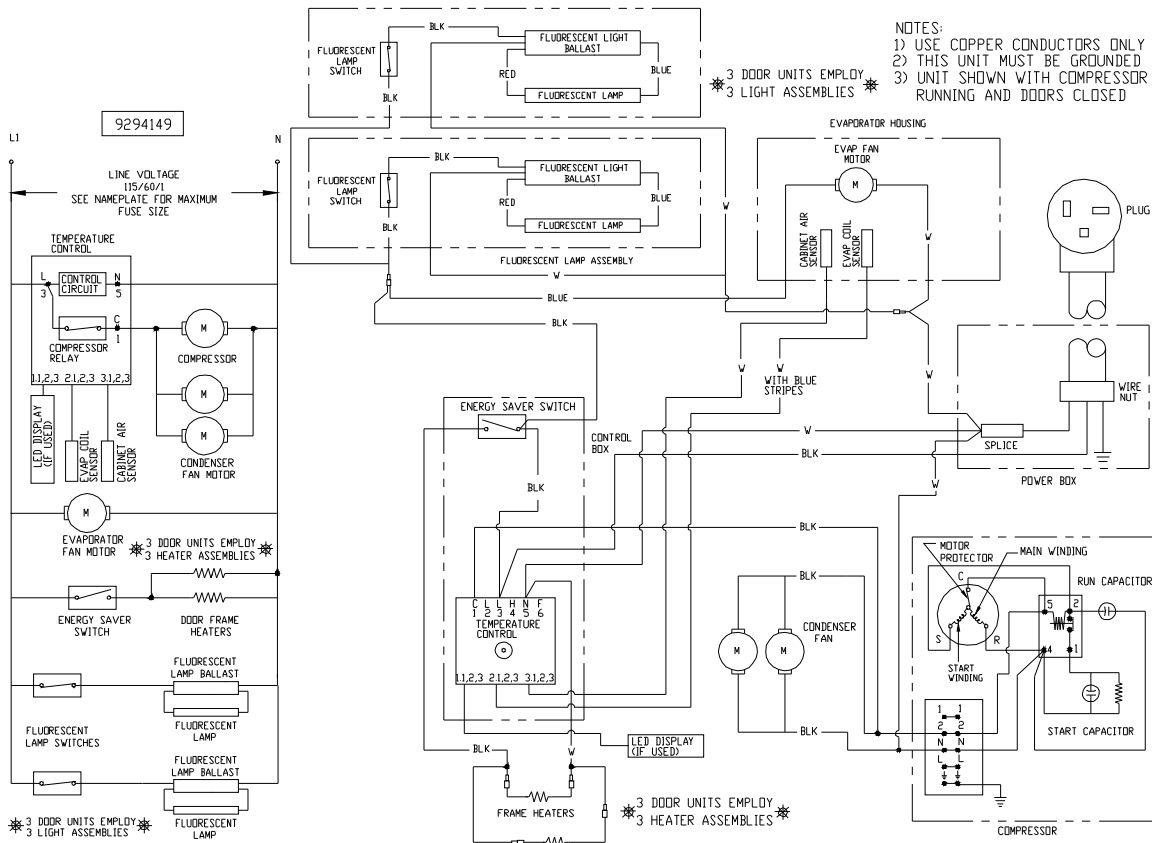 NOTES:
1) USE COPPER CONDUCTORS ONLY
2) THIS UNIT MUST BE GROUNDED
3) UNIT SHOWN WITH COMPRESSOR
RUNNING AND DOORS CLOSED
9294149
L1
N
LINE VOLTAGE
115/60/1
SEE NAMEPLATE FOR MAXIMUM
FUSE SIZE
TEMPERATURE
CONTROL
L
3
CONTROL
CIRCUIT
N
5
C
1
COMPRESSOR
RELAY
1.1,2,3 2.1,2,3 3.1,2,3
LED DISPLAY
(IF USED)
EVAP COIL
SENSOR
CABINET AIR
SENSOR
M
COMPRESSOR
M
M
CONDENSER
FAN MOTOR
M
EVAPORATOR
FAN MOTOR
3 DOOR UNITS EMPLOY
3 HEATER ASSEMBLIES
ENERGY SAVER
SWITCH
DOOR FRAME
HEATERS
FLUORESCENT
LAMP BALLAST
FLUORESCENT
LAMP
FLUORESCENT
LAMP SWITCHES
FLUORESCENT
LAMP BALLAST
FLUORESCENT
LAMP
3 DOOR UNITS EMPLOY
3 LIGHT ASSEMBLIES
BLK
FLUORESCENT
LAMP
SWITCH
FLUORESCENT LIGHT
BALLAST
RED
BLUE
FLUORESCENT LAMP
BLK
3 DOOR UNITS EMPLOY
3 LIGHT ASSEMBLIES
BLK
FLUORESCENT
LAMP
SWITCH
FLUORESCENT LIGHT
BALLAST
RED
BLUE
FLUORESCENT LAMP
BLK
FLUORESCENT LAMP ASSEMBLY
W
W
BLUE
BLK
EVAPORATOR HOUSING
EVAP FAN
MOTOR
M
CABINET AIR
SENSOR
EVAP COIL
SENSOR
W
PLUG
W
W
WITH BLUE
STRIPES
W
WIRE
NUT
SPLICE
POWER BOX
ENERGY SAVER SWITCH
CONTROL
BOX
W
BLK
BLK
W
BLK
C L L H N F
1 2 3 4 5 6
TEMPERATURE
CONTROL
1.1,2,3 2.1,2,3 3.1,2,3
LED DISPLAY
(IF USED)
BLK
W
FRAME HEATERS
3 DOOR UNITS EMPLOY
3 HEATER ASSEMBLIES
BLK
M
M
CONDENSER
FAN
BLK
MOTOR
PROTECTOR
MAIN WINDING
C
S
R
START
WINDING
5
2
4
1
RUN CAPACITOR
START CAPACITOR
1 1
2 2
N N
L L
COMPRESSOR